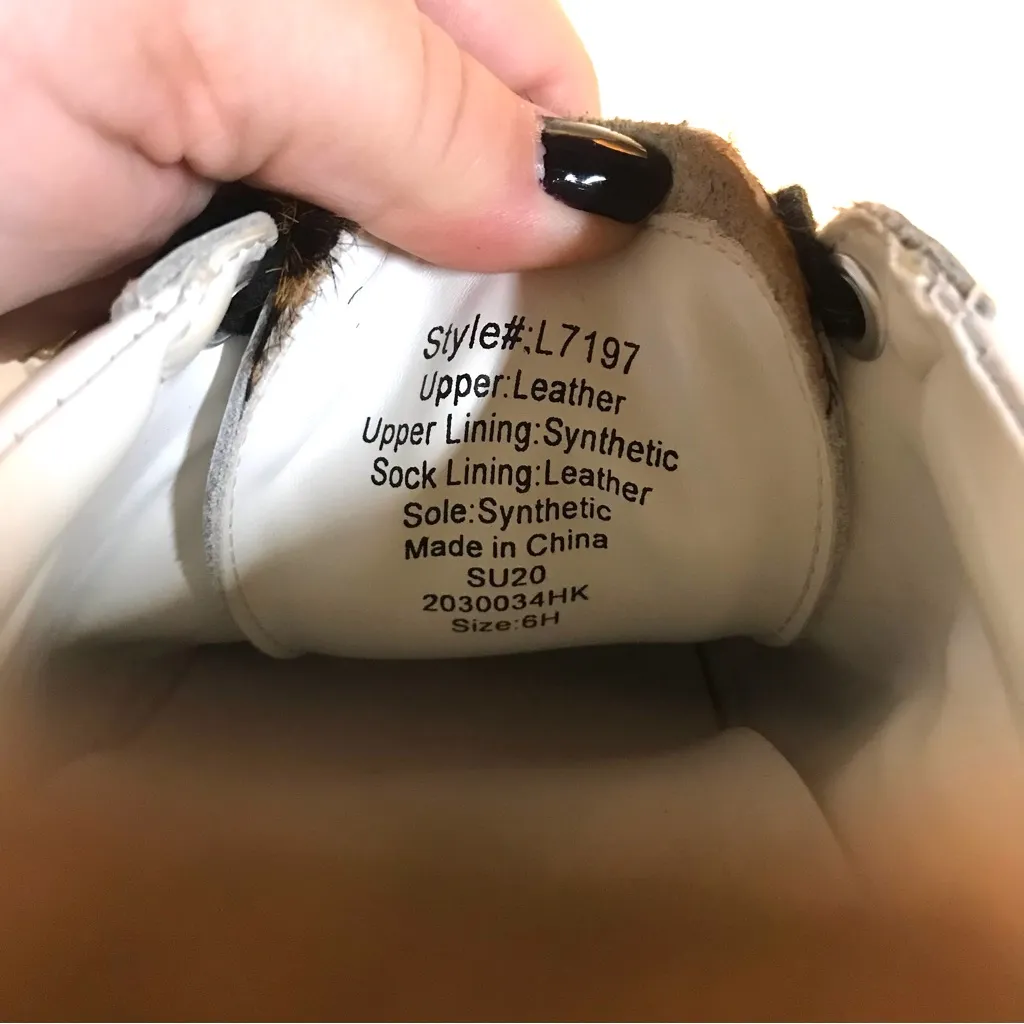 Style#:L7197
Upper:Leather
Upper Lining:Synthetic
Sock Lining:Leather
Sole:Synthetic
Made in China
SU20
2030034HK
Size:6H